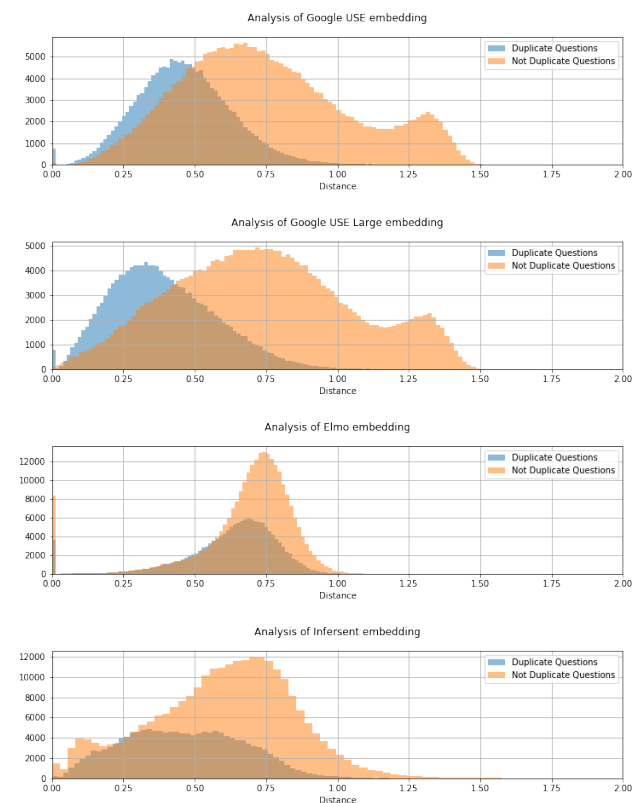 Analysis of Google USE embedding
Duplicate Questions
Not Duplicate Questions
5000
4000
3000
2000
1000
0
0.00 0.25 0.50 0.75 1.00 1.25 1.50 1.75 2.00
Distance
Analysis of Google USE Large embedding
Duplicate Questions
Not Duplicate Questions
5000
4000
3000
2000
1000
0
0.00 0.25 0.50 0.75 1.00 1.25 1.50 1.75 2.00
Distance
Analysis of Elmo embedding
Duplicate Questions
Not Duplicate Questions
12000
10000
8000
6000
4000
2000
0
0.00 0.25 0.50 0.75 1.00 1.25 1.50 1.75 2.00
Distance
Analysis of Infersent embedding
Duplicate Questions
Not Duplicate Questions
12000
10000
8000
6000
4000
2000
0
0.00 0.25 0.50 0.75 1.00 1.25 1.50 1.75 2.00
Distance